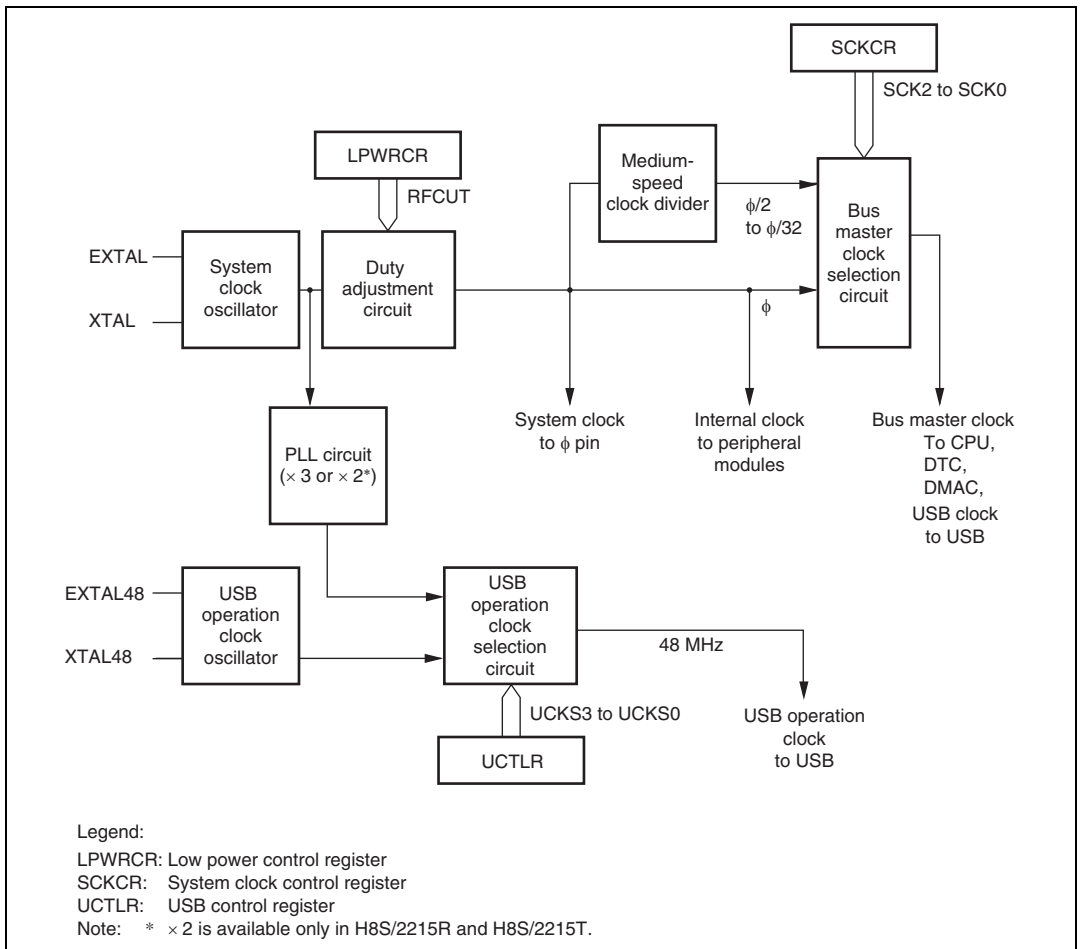 SCKCR
SCK2 to SCK0
LPWRCR
RFCUT
Medium-
speed
clock divider
ϕ/2
to ϕ/32
Bus
master
clock
selection
circuit
EXTAL
XTAL
System
clock
oscillator
Duty
adjustment
circuit
ϕ
System clock
to ϕ pin
Internal clock
to peripheral
modules
Bus master clock
To CPU,
DTC,
DMAC,
USB clock
to USB
PLL circuit
(× 3 or × 2*)
EXTAL48
XTAL48
USB
operation
clock
oscillator
USB
operation
clock
selection
circuit
48 MHz
USB operation
clock
to USB
UCKS3 to UCKS0
UCTLR
Legend:
LPWRCR: Low power control register
SCKCR: System clock control register
UCTLR: USB control register
Note: * × 2 is available only in H8S/2215R and H8S/2215T.